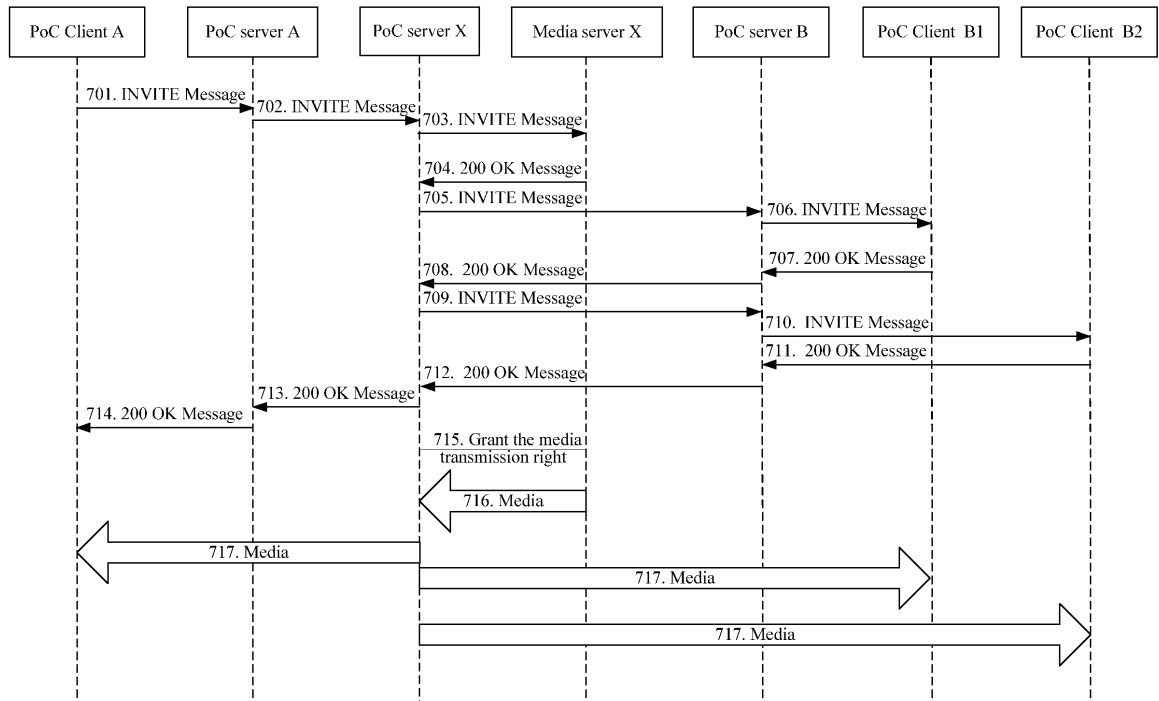 PoC Client A
PoC server A
PoC server X
Media server X
PoC server B
PoC Client B1
PoC Client B2
701. INVITE Message
702. INVITE Message
703. INVITE Message
704. 200 OK Message
705. INVITE Message
706. INVITE Message
707. 200 OK Message
708. 200 OK Message
709. INVITE Message
710. INVITE Message
711. 200 OK Message
712. 200 OK Message
713. 200 OK Message
714. 200 OK Message
715. Grant the media
transmission right
716. Media
717. Media
717. Media
717. Media